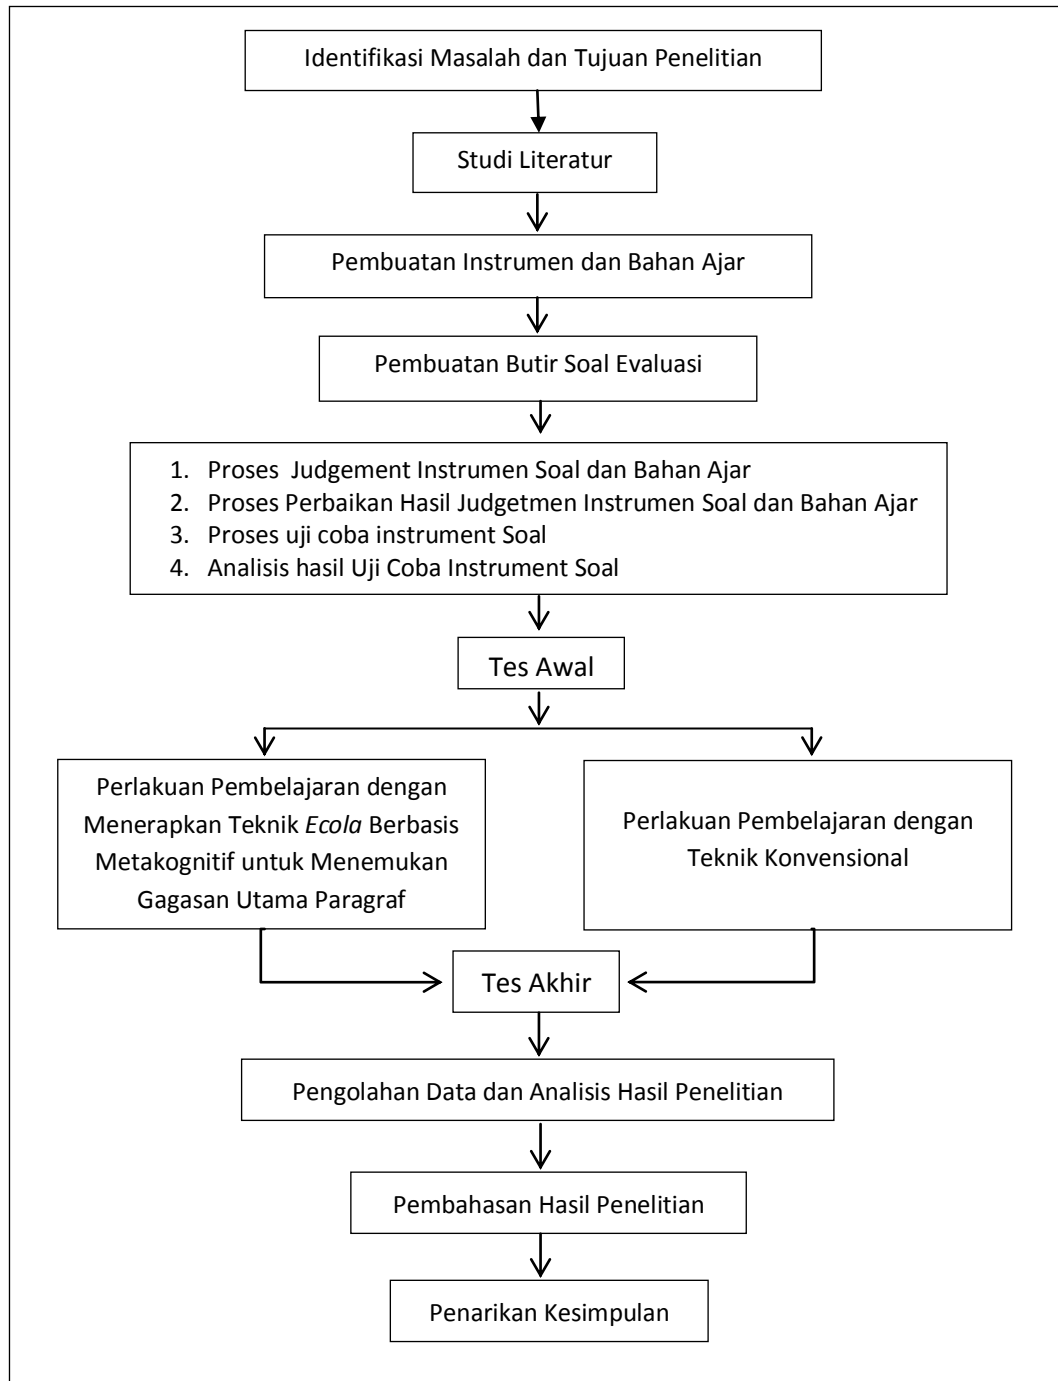 Identifikasi Masalah dan Tujuan Penelitian
Studi Literatur
Pembuatan Instrumen dan Bahan Ajar
Pembuatan Butir Soal Evaluasi
1. Proses Judgement Instrumen Soal dan Bahan Ajar
2. Proses Perbaikan Hasil Judgetmen Instrumen Soal dan Bahan Ajar
3. Proses uji coba instrument Soal
4. Analisis hasil Uji Coba Instrument Soal
Tes Awal
Perlakuan Pembelajaran dengan
Menerapkan Teknik Ecola Berbasis
Metakognitif untuk Menemukan
Gagasan Utama Paragraf
Perlakuan Pembelajaran dengan
Teknik Konvensional
Tes Akhir
Pengolahan Data dan Analisis Hasil Penelitian
Pembahasan Hasil Penelitian
Penarikan Kesimpulan